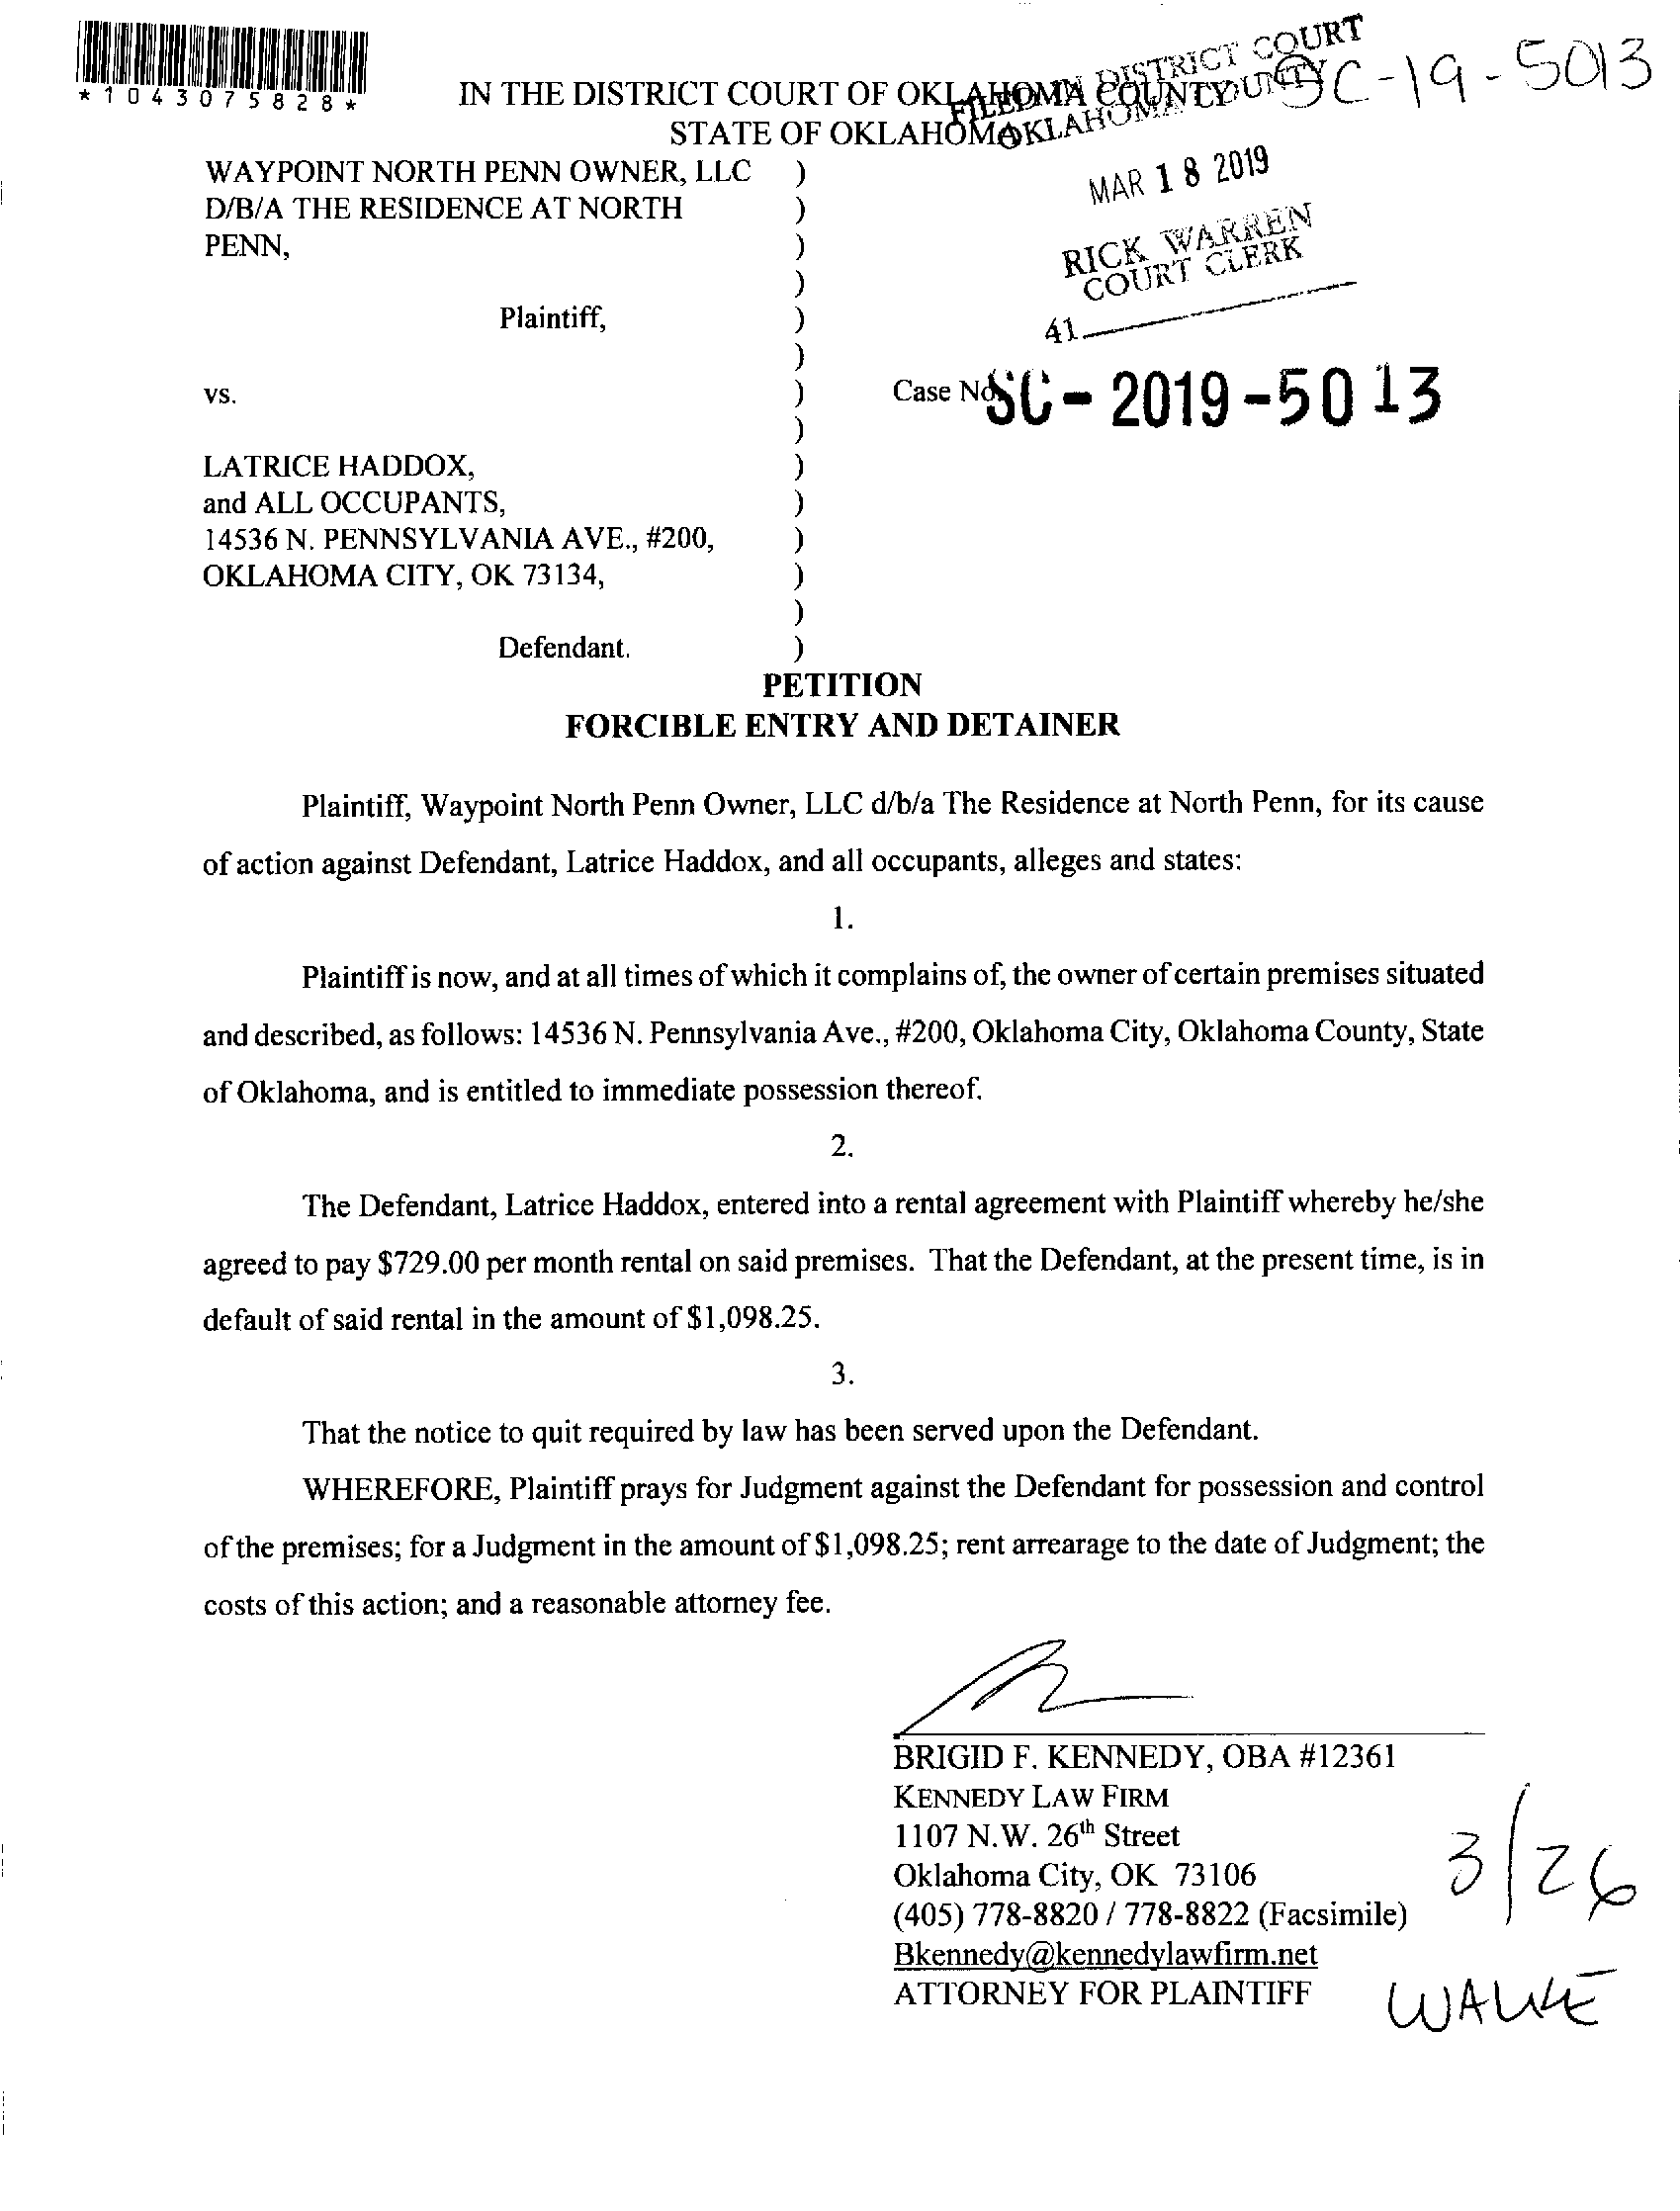 *1043075828*
SC-19-5013
IN THE DISTRICT COURT OF OKLAHOMA COUNTY
STATE OF OKLAHOMA
FILED IN DISTRICT COURT
OKLAHOMA COUNTY
MAR 18 2019
RICK WARREN
COURT CLERK
41
WAYPOINT NORTH PENN OWNER, LLC )
D/B/A THE RESIDENCE AT NORTH )
PENN, )
)
Plaintiff, )
)
vs. ) Case No. SC-2019-5013
)
LATRICE HADDOX, )
and ALL OCCUPANTS, )
14536 N. PENNSYLVANIA AVE., #200, )
OKLAHOMA CITY, OK 73134, )
)
Defendant. )
PETITION
FORCIBLE ENTRY AND DETAINER
Plaintiff, Waypoint North Penn Owner, LLC d/b/a The Residence at North Penn, for its cause
of action against Defendant, Latrice Haddox, and all occupants, alleges and states:
1.
Plaintiff is now, and at all times of which it complains of, the owner of certain premises situated
and described, as follows: 14536 N. Pennsylvania Ave., #200, Oklahoma City, Oklahoma County, State
of Oklahoma, and is entitled to immediate possession thereof.
2.
The Defendant, Latrice Haddox, entered into a rental agreement with Plaintiff whereby he/she
agreed to pay $729.00 per month rental on said premises. That the Defendant, at the present time, is in
default of said rental in the amount of $1,098.25.
3.
That the notice to quit required by law has been served upon the Defendant.
WHEREFORE, Plaintiff prays for Judgment against the Defendant for possession and control
of the premises; for a Judgment in the amount of $1,098.25; rent arrearage to the date of Judgment; the
costs of this action; and a reasonable attorney fee.
BRIGID F. KENNEDY, OBA #12361
KENNEDY LAW FIRM
1107 N.W. 26th Street
Oklahoma City, OK 73106
(405) 778-8820 / 778-8822 (Facsimile)
Bkennedy@kennedylawfirm.net
ATTORNEY FOR PLAINTIFF
3/26